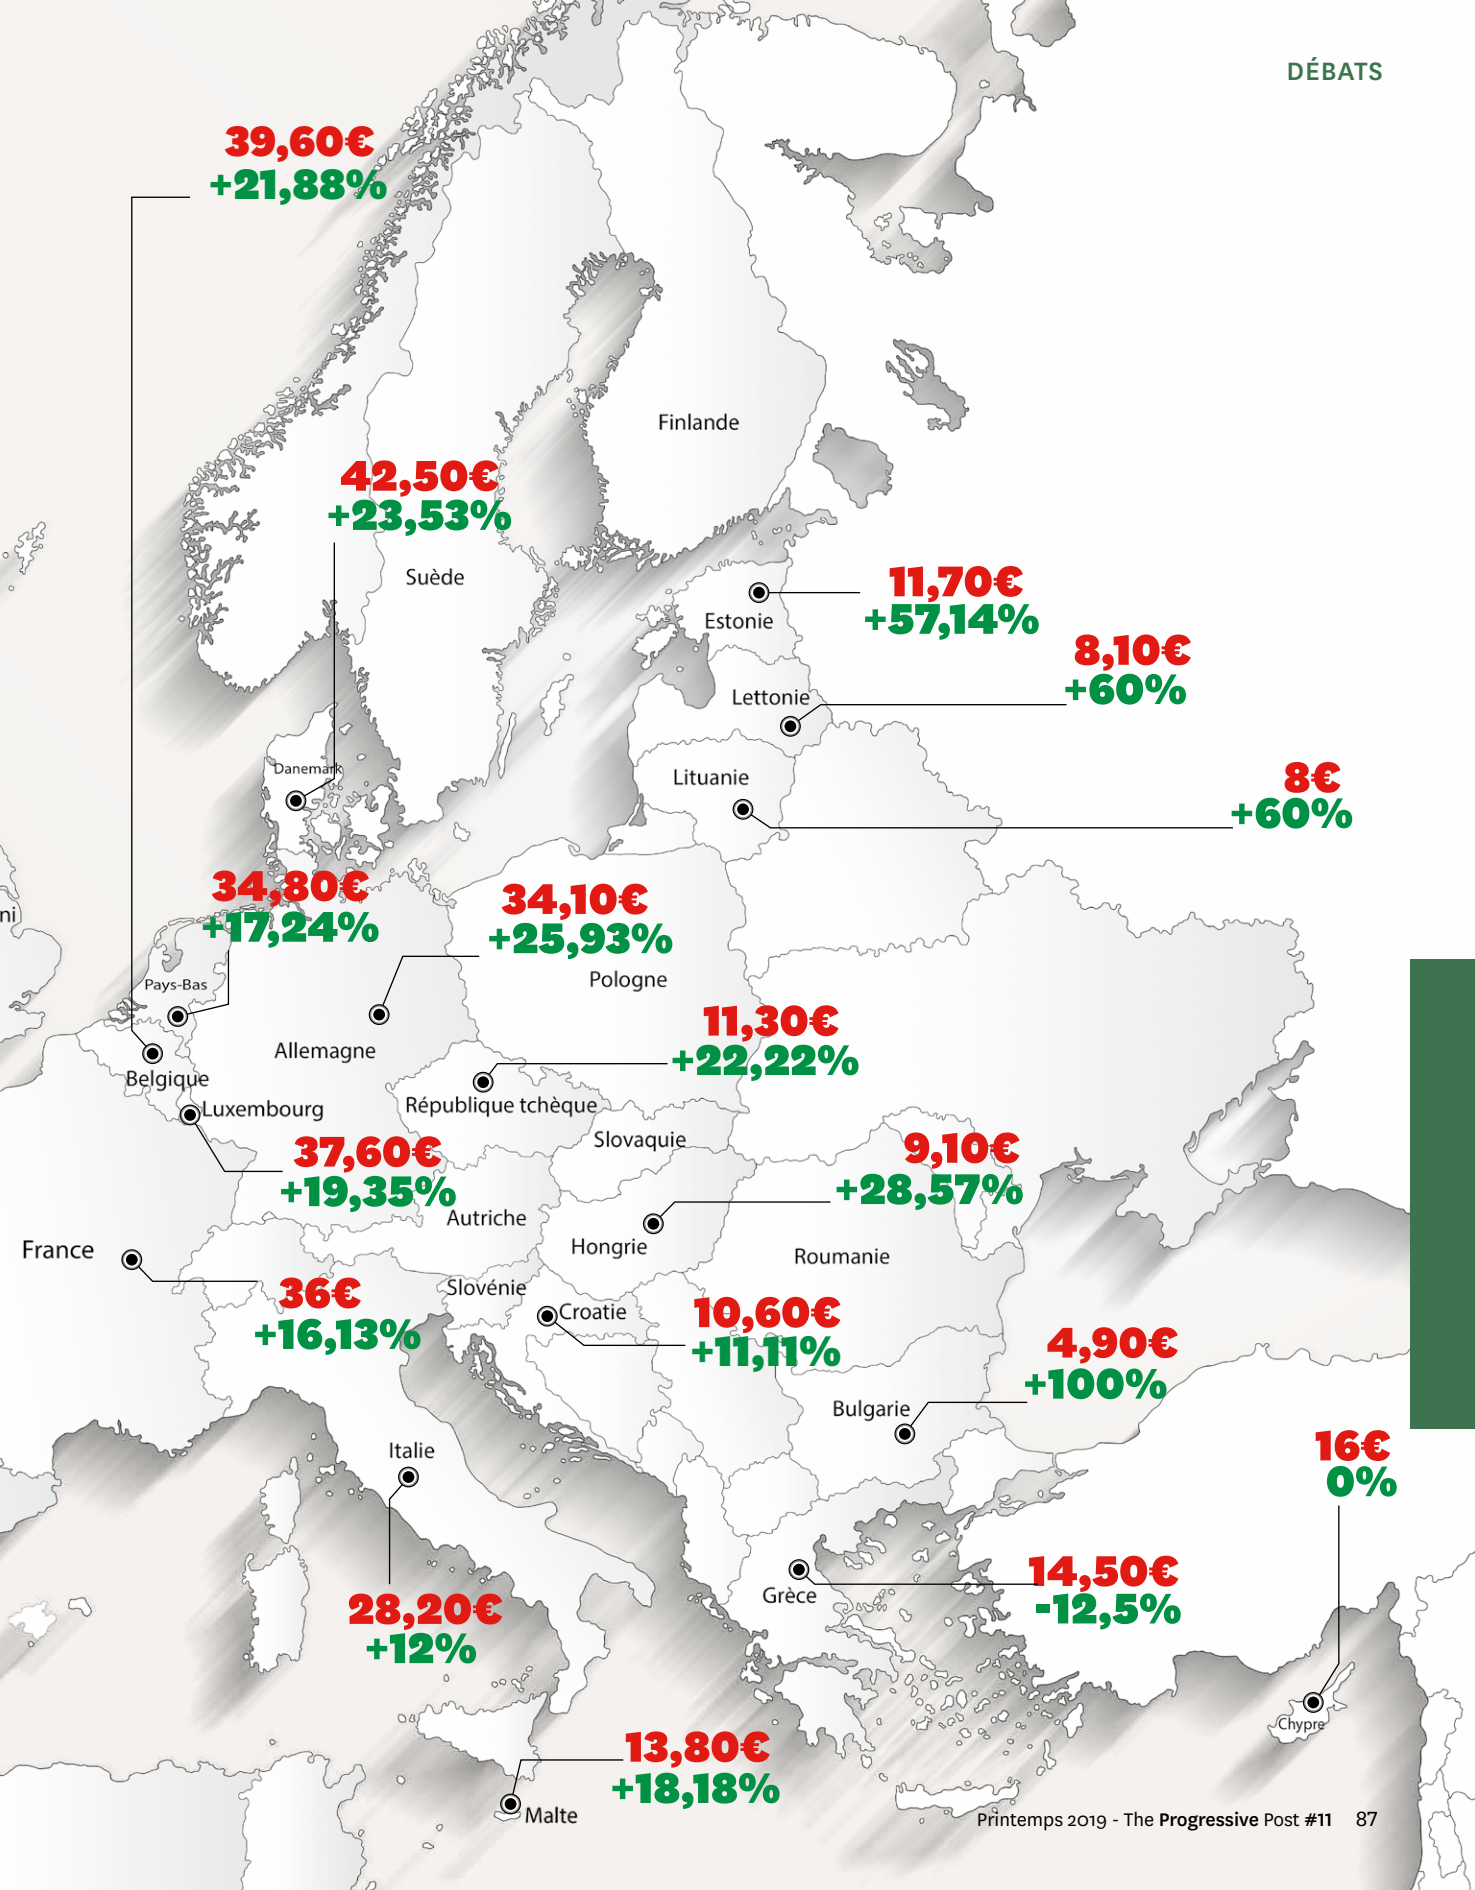 DÉBATS
39,60€
+21,88%
Finlande
42,50€
+23,53%
Suède
11,70€
+57,14%
Estonie
8,10€
+60%
Lettonie
Danemark
Lituanie
8€
+60%
34,80€
+17,24%
34,10€
+25,93%
ni
Pologne
Pays-Bas
11,30€
+22,22%
Allemagne
Belgique
République tchèque
Luxembourg
Slovaquie
37,60€
+19,35%
9,10€
+28,57%
Autriche
France
Hongrie
Roumanie
36€
+16,13%
Slovénie
Croatie
10,60€
+11,11%
4,90€
+100%
Bulgarie
Italie
16€
0%
14,50€
-12,5%
Grèce
28,20€
+12%
Chypre
13,80€
+18,18%
Malte
Printemps 2019 - The Progressive Post #11 87